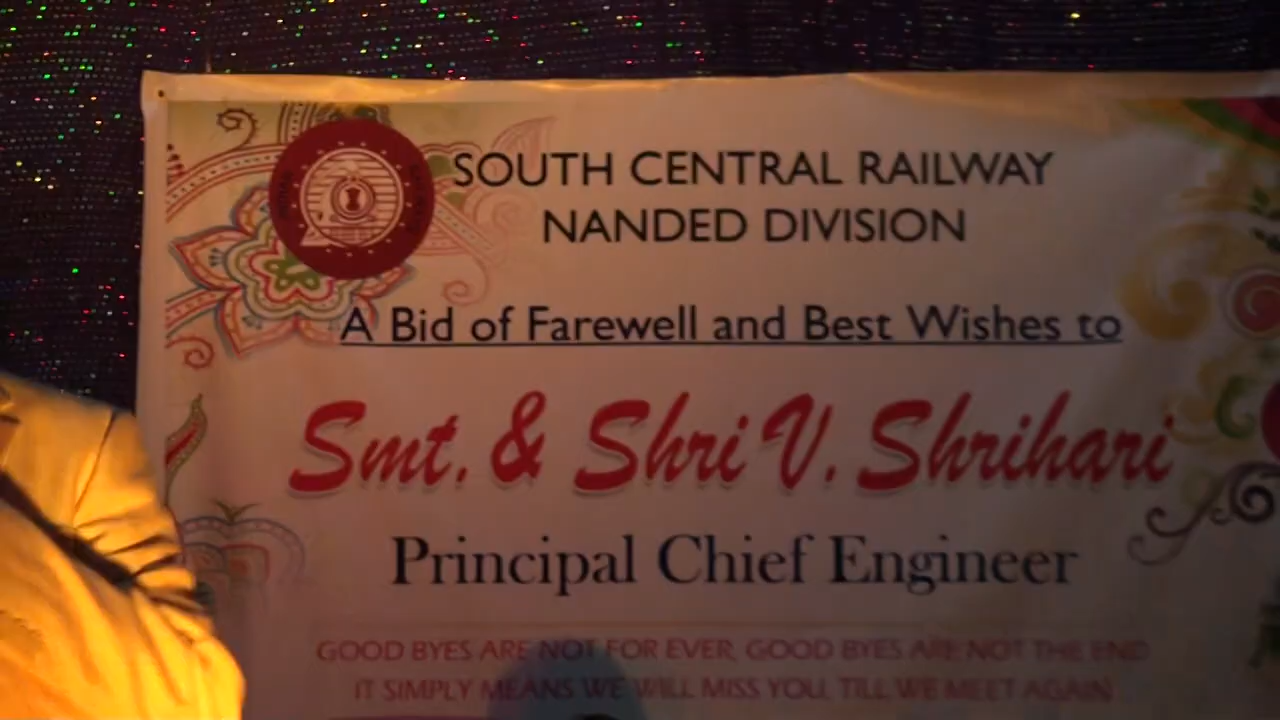 SOUTH CENTRAL RAILWAY
NANDED DIVISION
A Bid of Farewell and Best Wishes to
Smt. & Shri V. Shrihari
Principal Chief Engineer
GOOD BYES ARE NOT FOR EVER, GOOD BYES ARE NOT THE END
IT SIMPLY MEANS WE WILL MISS YOU, TILL WE MEET AGAIN